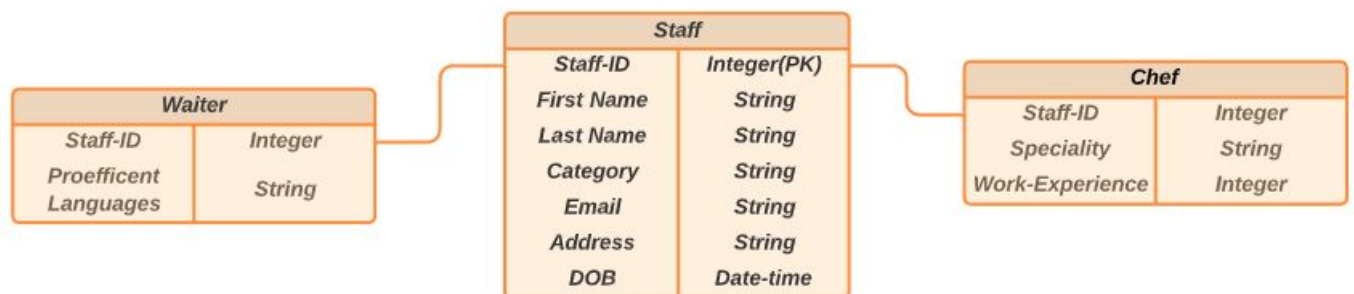 Staff
Staff-ID Integer(PK)
First Name String
Last Name String
Category String
Email String
Address String
DOB Date-time
Waiter
Staff-ID Integer
Proefficent
Languages
String
Chef
Staff-ID Integer
Speciality String
Work-Experience Integer